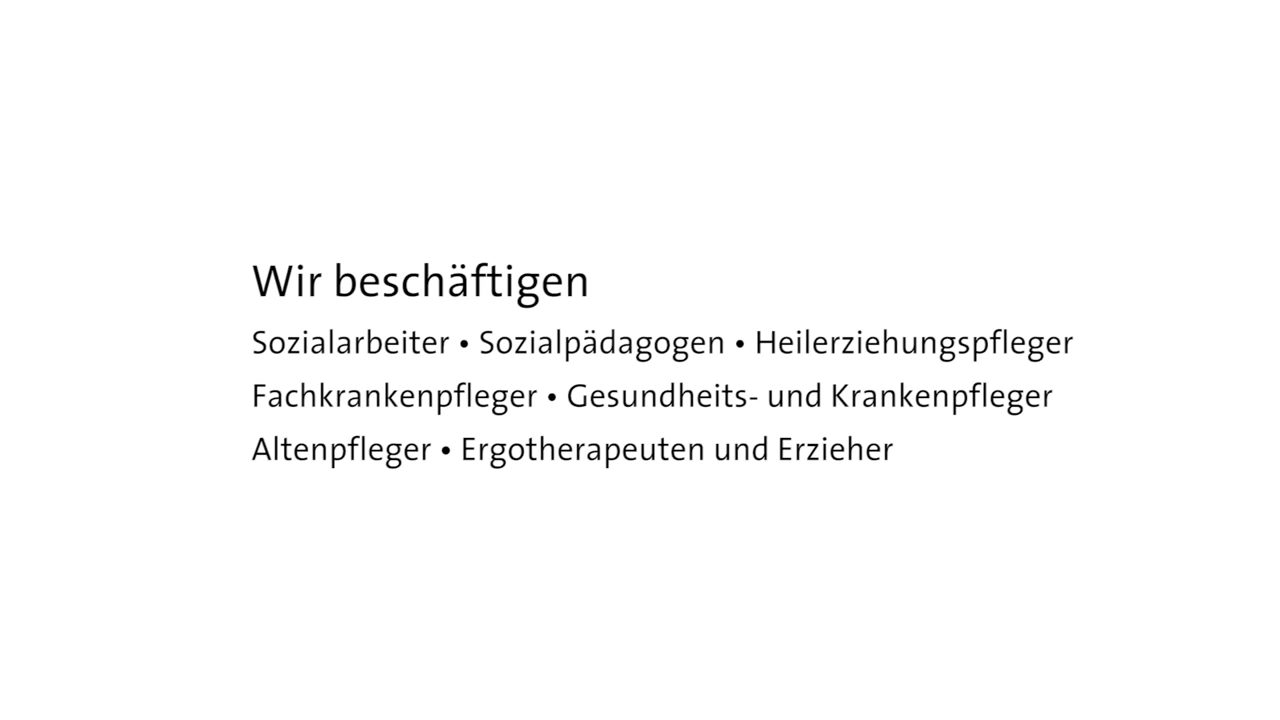 Wir beschäftigen
Sozialarbeiter • Sozialpädagogen • Heilerziehungspfleger
Fachkrankenpfleger • Gesundheits- und Krankenpfleger
Altenpfleger • Ergotherapeuten und Erzieher